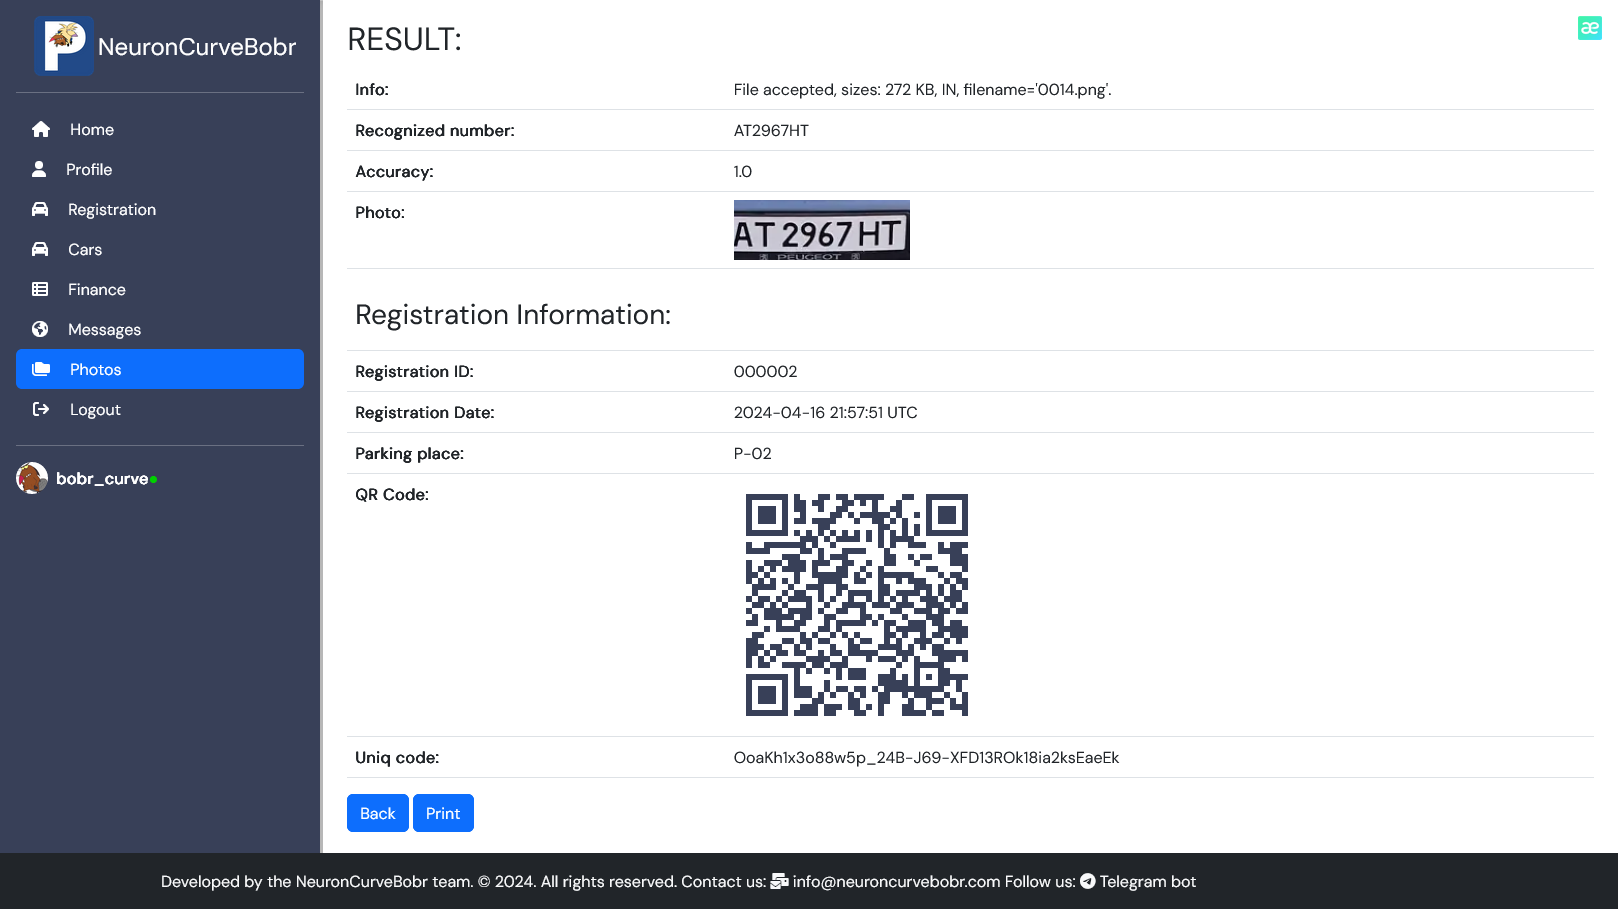 P NeuronCurveBobr
Home
Profile
Registration
Cars
Finance
Messages
Photos
Logout
bobr_curve
æ
RESULT:
Info: File accepted, sizes: 272 KB, IN, filename='0014.png'.
Recognized number: AT2967HT
Accuracy: 1.0
Photo:
AT 2967 HT
PEUGEOT
Registration Information:
Registration ID: 000002
Registration Date: 2024-04-16 21:57:51 UTC
Parking place: P-02
QR Code:
Uniq code: OoaKh1x3o88w5p_24B-J69-XFD13ROk18ia2ksEaeEk
Back Print
Developed by the NeuronCurveBobr team. © 2024. All rights reserved. Contact us: info@neuroncurvebobr.com Follow us: Telegram bot